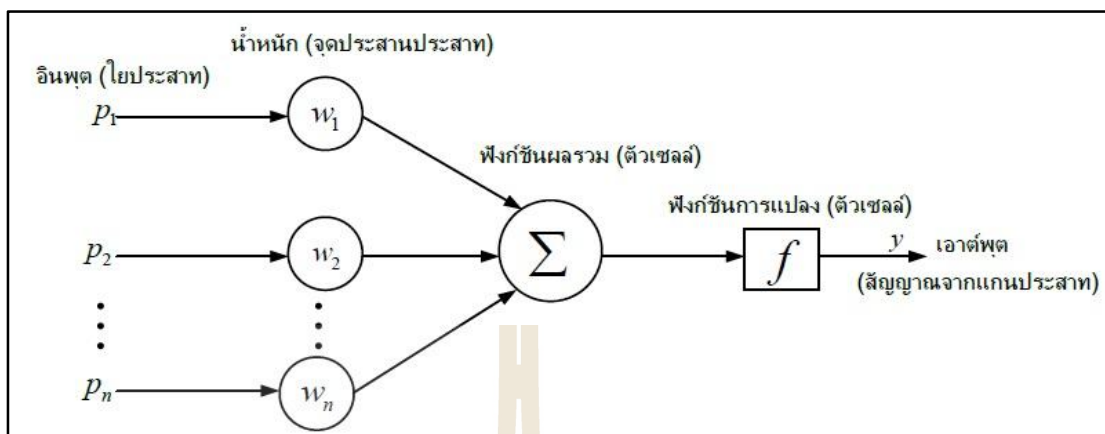 น้ำหนัก (จุดประสานประสาท)
อินพุต (ใยประสาท)
p₁
w₁
ฟังก์ชันผลรวม (ตัวเซลล์)
ฟังก์ชันการแปลง (ตัวเซลล์)
p₂
w₂
∑
f
y
เอาต์พุต
(สัญญาณจากแกนประสาท)
pₙ
wₙ